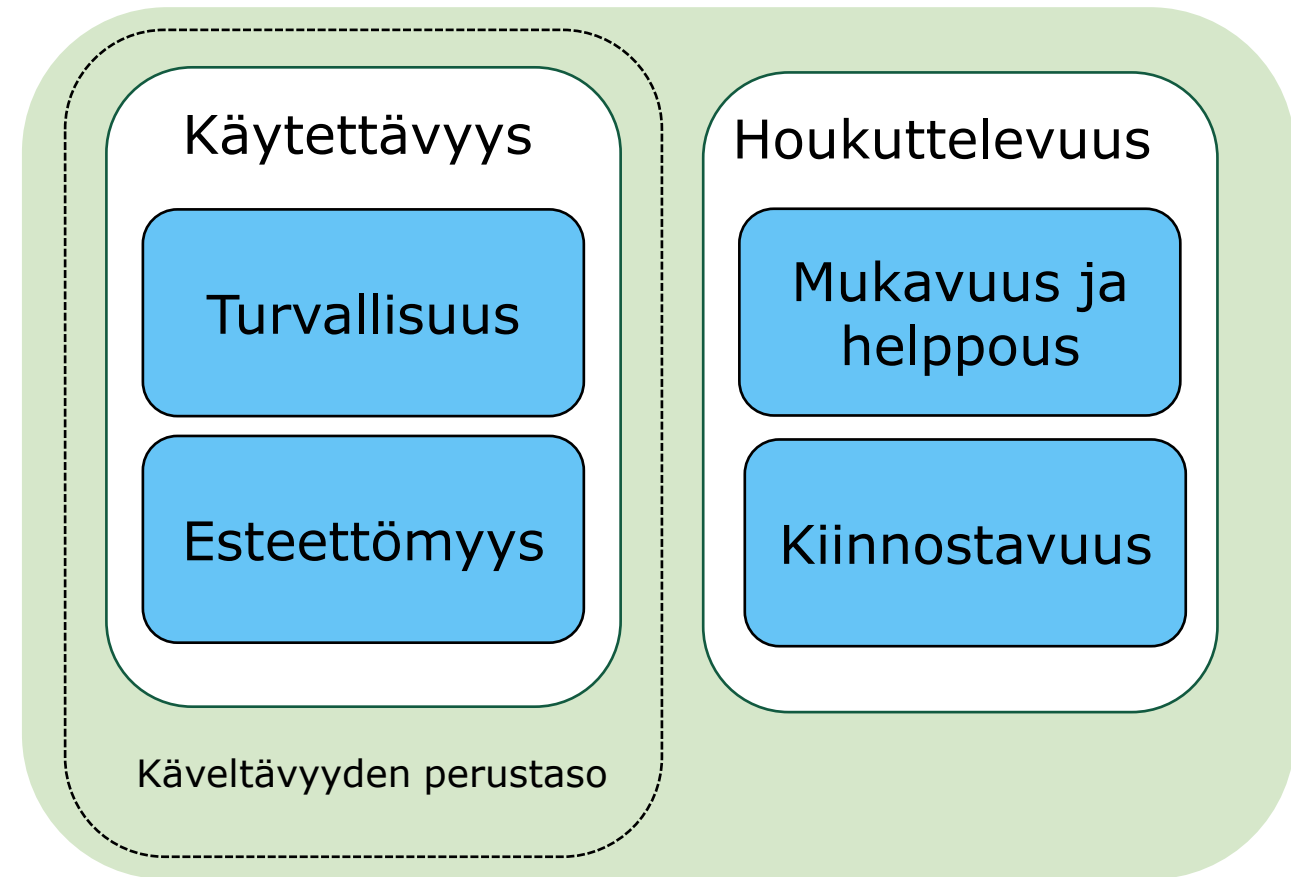 Käytettävyys
Turvallisuus
Esteettömyys
Käveltävyyden perustaso
Houkuttelevuus
Mukavuus ja
helppous
Kiinnostavuus